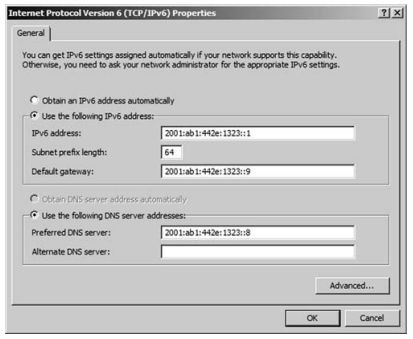 Internet Protocol Version 6 (TCP/IPv6) Properties
General
You can get IPv6 settings assigned automatically if your network supports this capability.
Otherwise, you need to ask your network administrator for the appropriate IPv6 settings.
Obtain an IPv6 address automatically
Use the following IPv6 address:
IPv6 address: 2001:ab1:442e:1323::1
Subnet prefix length: 64
Default gateway: 2001:ab1:442e:1323::9
Obtain DNS server address automatically
Use the following DNS server addresses:
Preferred DNS server: 2001:ab1:442e:1323::8
Alternate DNS server:
Advanced...
OK Cancel